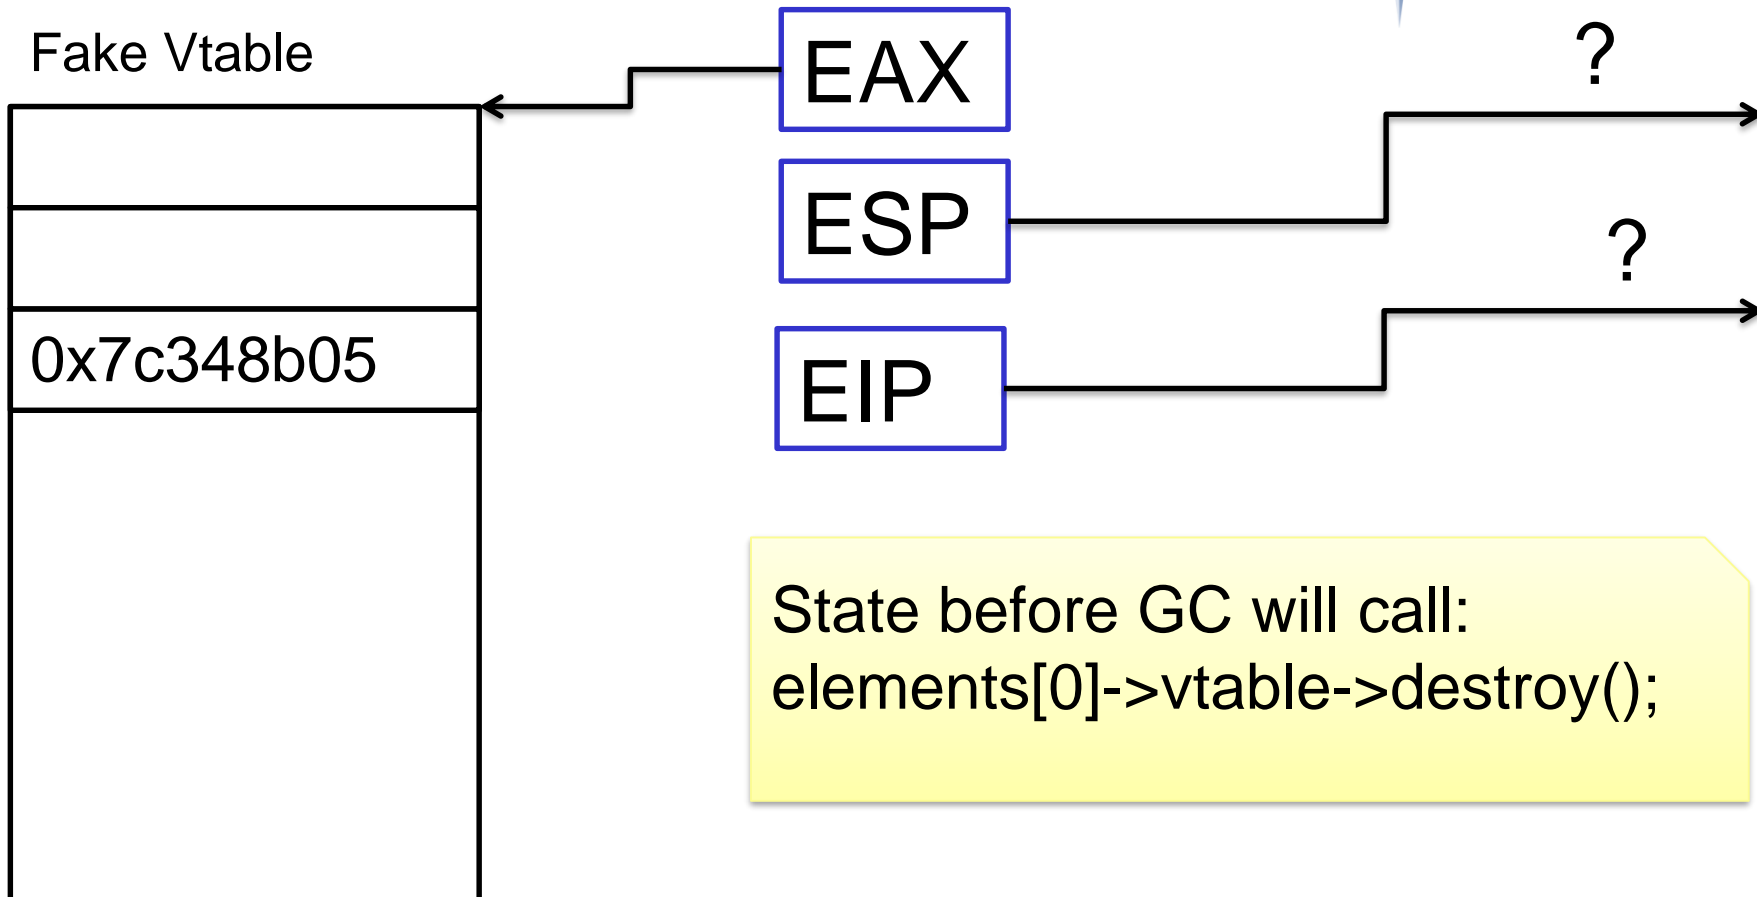 Fake Vtable
EAX
?
ESP
?
0x7c348b05
EIP
State before GC will call:
elements[0]->vtable->destroy();